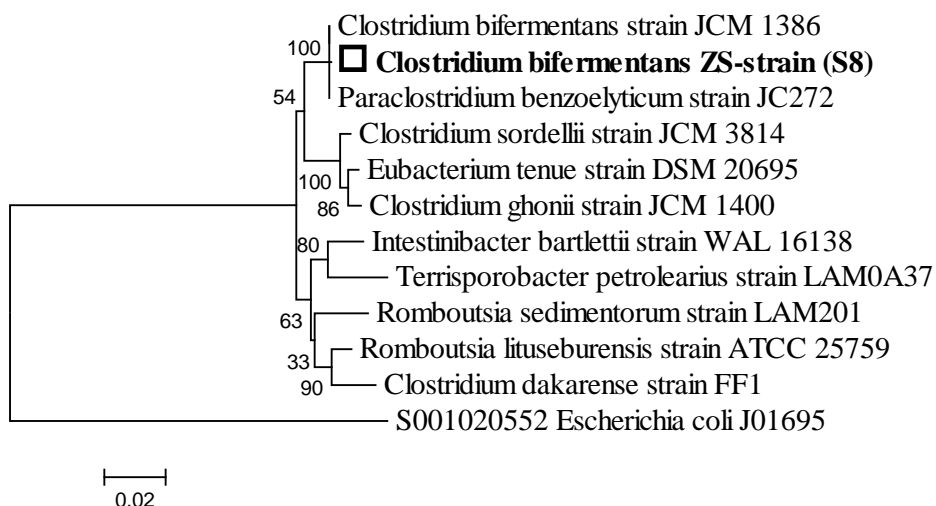 Clostridium bifermentans strain JCM 1386
100
Clostridium bifermentans ZS-strain (S8)
54
Paraclostridium benzoelyticum strain JC272
Clostridium sordellii strain JCM 3814
Eubacterium tenue strain DSM 20695
100
Clostridium ghonii strain JCM 1400
86
80
Intestinibacter bartlettii strain WAL 16138
Terrisporobacter petrolearius strain LAM0A37
63
Romboutsia sedimentorum strain LAM201
Romboutsia lituseburensis strain ATCC 25759
33
90
Clostridium dakarense strain FF1
S001020552 Escherichia coli J01695
0.02